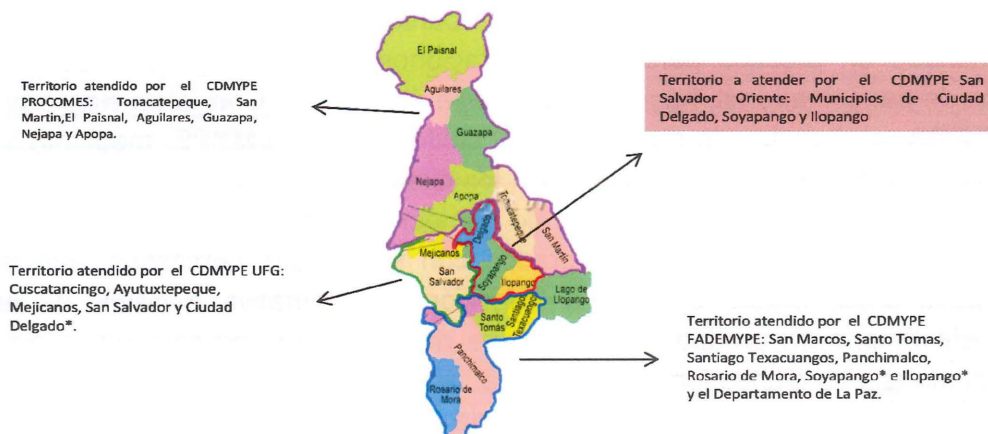 Territorio atendido por el CDMYPE
PROCOMES: Tonacatepeque, San
Martin,El Paisnal, Aguilares, Guazapa,
Nejapa y Apopa.
Territorio a atender por el CDMYPE San
Salvador Oriente: Municipios de Ciudad
Delgado, Soyapango y Ilopango
El Paisnal
Aguilares
Guazapa
Nejapa
Apopa
Tonacatepeque
San Martín
Delgado
Mejicanos
San
Salvador
Soyapango
Ilopango
Lago de
LLopango
Santo
Tomás
Santiago
Texacuangos
Panchimalco
Rosario de
Mora
Territorio atendido por el CDMYPE UFG:
Cuscatancingo, Ayutuxtepeque,
Mejicanos, San Salvador y Ciudad
Delgado*.
Territorio atendido por el CDMYPE
FADEMYPE: San Marcos, Santo Tomas,
Santiago Texacuangos, Panchimalco,
Rosario de Mora, Soyapango* e Ilopango*
y el Departamento de La Paz.